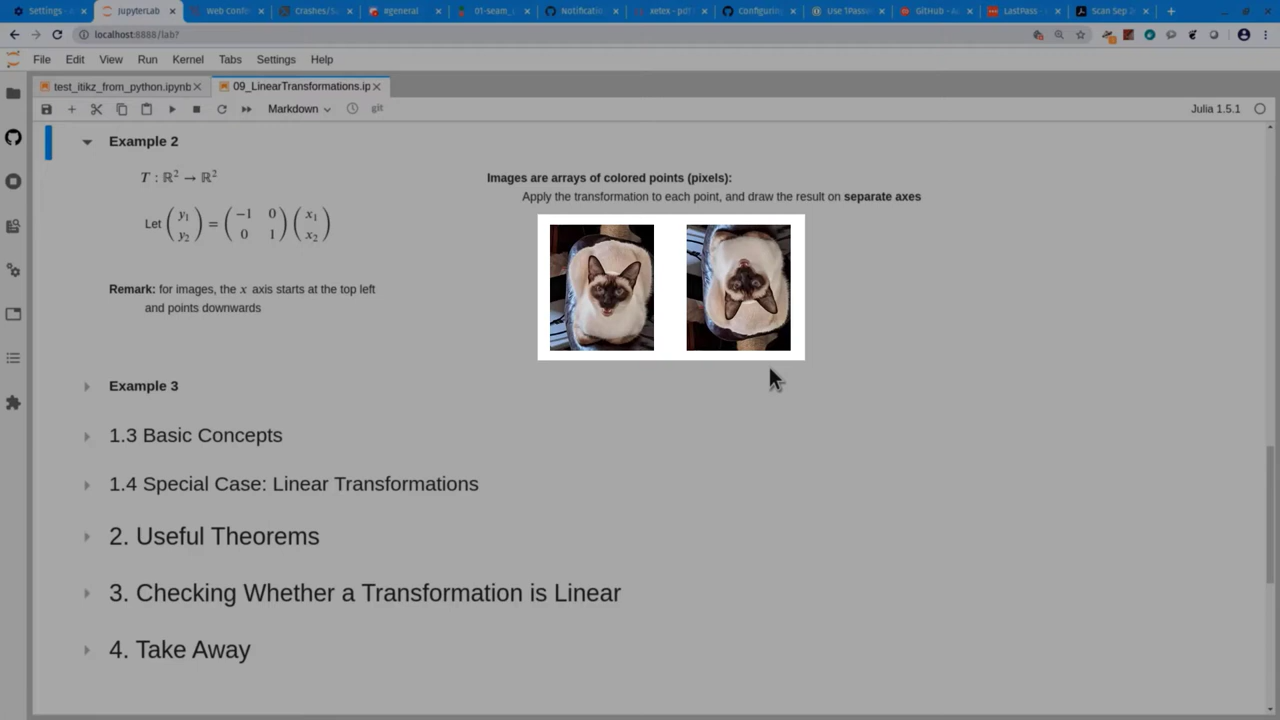 Settings - JupyterLab Web Conf Crashes/S #general 01-seam_ Notificatio xetex - pdf Configuring Use 1Pass GitHub - A LastPass - Scan Sep 2
localhost:8888/lab?
File Edit View Run Kernel Tabs Settings Help
test_itikz_from_python.ipynb 09_LinearTransformations.ip
Markdown git Julia 1.5.1
Example 2
T : ℝ² → ℝ²
Let (y₁ y₂) = (−1 0 0 1) (x₁ x₂)
Remark: for images, the x axis starts at the top left
and points downwards
Images are arrays of colored points (pixels):
Apply the transformation to each point, and draw the result on separate axes
Example 3
1.3 Basic Concepts
1.4 Special Case: Linear Transformations
2. Useful Theorems
3. Checking Whether a Transformation is Linear
4. Take Away